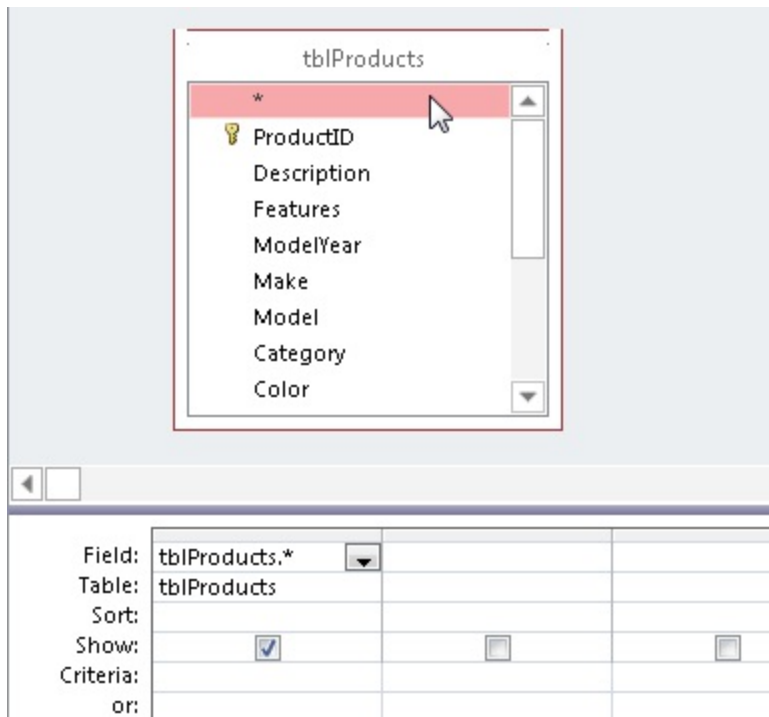 tblProducts
*
ProductID
Description
Features
ModelYear
Make
Model
Category
Color
Field: tblProducts.*
Table: tblProducts
Sort:
Show:
Criteria:
or: